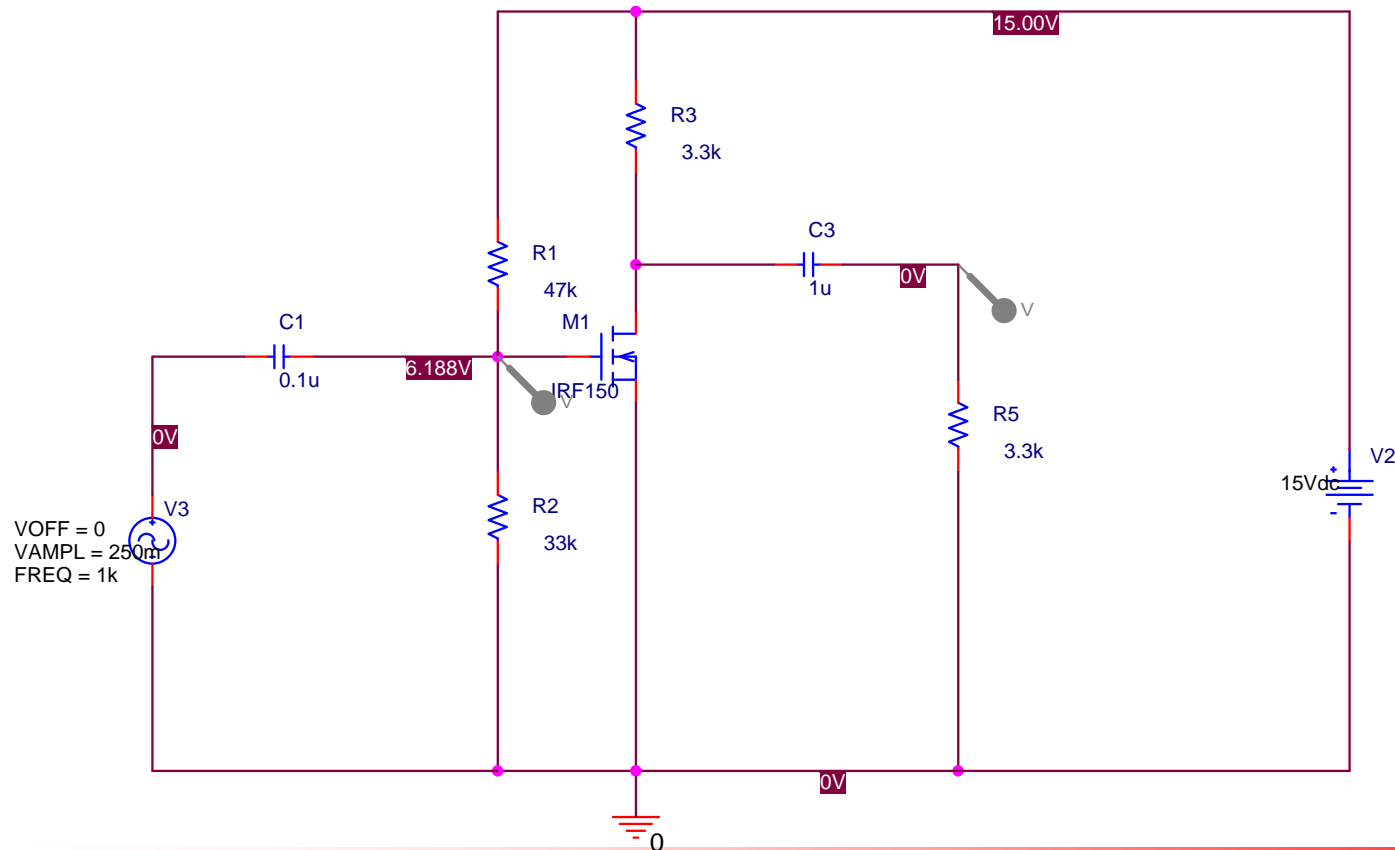 15.00V
R3
3.3k
C3
R1
0V
1u
47k
V
C1
M1
6.188V
0.1u
IRF150
V
R5
0V
3.3k
V2
15Vdc
+
-
R2
V3
+
-
VOFF = 0
VAMPL = 250m
33k
FREQ = 1k
0V
0